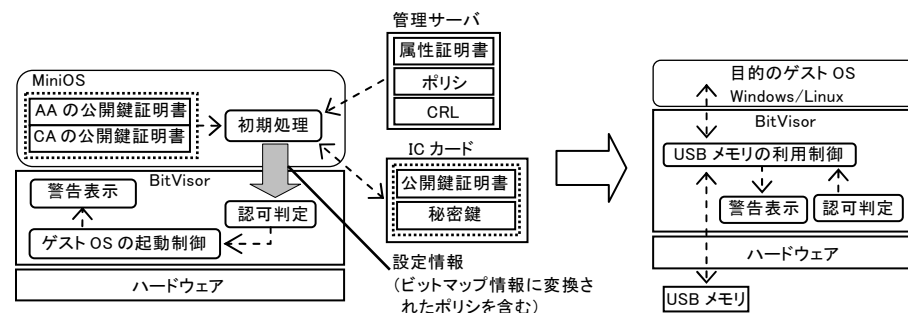 管理サーバ
属性証明書
ポリシ
CRL
MiniOS
AA の公開鍵証明書
CA の公開鍵証明書
初期処理
IC カード
公開鍵証明書
秘密鍵
BitVisor
警告表示
認可判定
ゲスト OS の起動制御
ハードウェア
設定情報
(ビットマップ情報に変換さ
れたポリシを含む)
目的のゲスト OS
Windows/Linux
BitVisor
USB メモリの利用制御
警告表示
認可判定
ハードウェア
USB メモリ